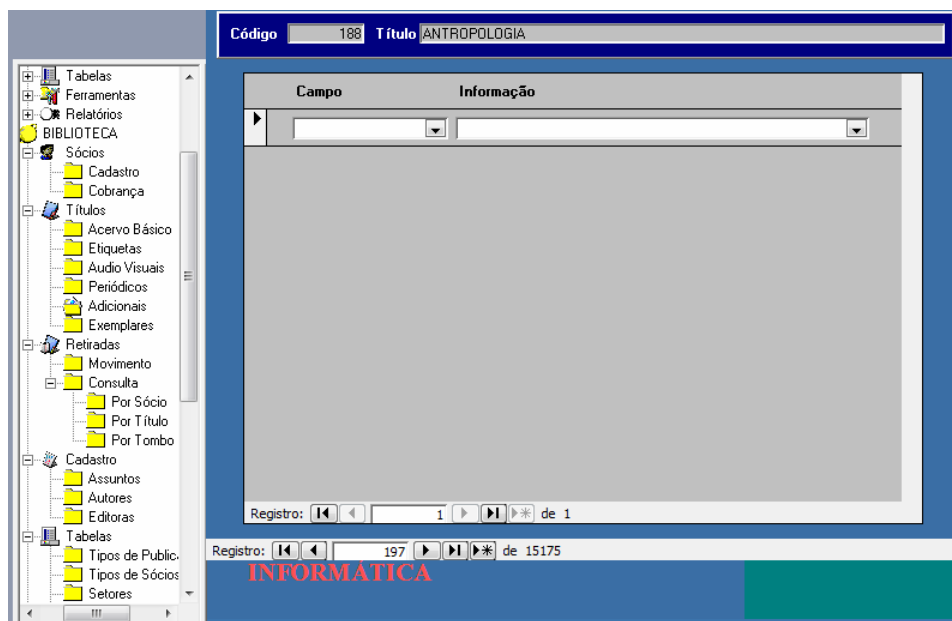 Código 188 Título ANTROPOLOGIA
Tabelas
Ferramentas
Relatórios
BIBLIOTECA
Sócios
Cadastro
Cobrança
Títulos
Acervo Básico
Etiquetas
Audio Visuais
Periódicos
Adicionais
Exemplares
Retiradas
Movimento
Consulta
Por Sócio
Por Título
Por Tombo
Cadastro
Assuntos
Autores
Editoras
Tabelas
Tipos de Public
Tipos de Sócios
Setores
Campo Informação
Registro: 1 de 1
Registro: 197 de 15175
INFORMÁTICA